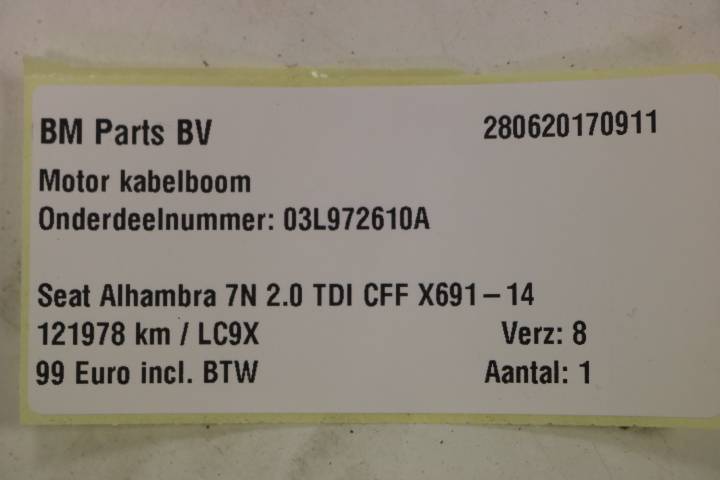 BM Parts BV 280620170911
Motor kabelboom
Onderdeelnummer: 03L972610A
Seat Alhambra 7N 2.0 TDI CFF X691-14
121978 km / LC9X Verz: 8
99 Euro incl. BTW Aantal: 1